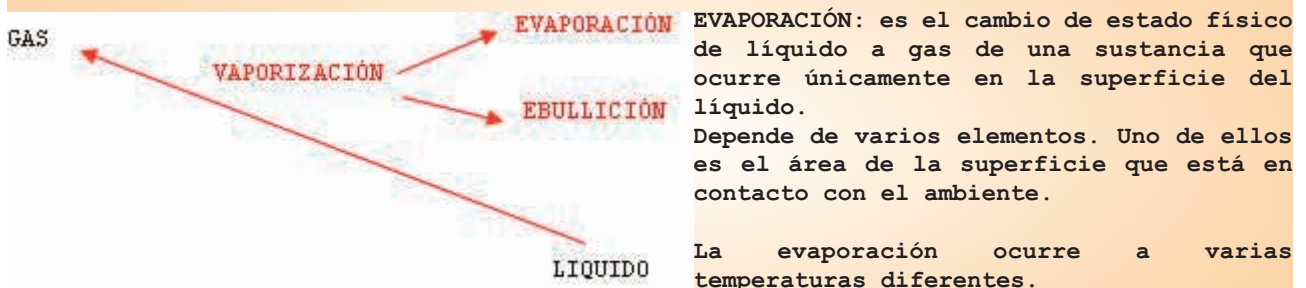 GAS
VAPORIZACIÓN
EVAPORACIÓN
EBULLICIÓN
LIQUIDO
EVAPORACIÓN: es el cambio de estado físico
de líquido a gas de una sustancia que
ocurre únicamente en la superficie del
líquido.
Depende de varios elementos. Uno de ellos
es el área de la superficie que está en
contacto con el ambiente.
La evaporación ocurre a varias
temperaturas diferentes.